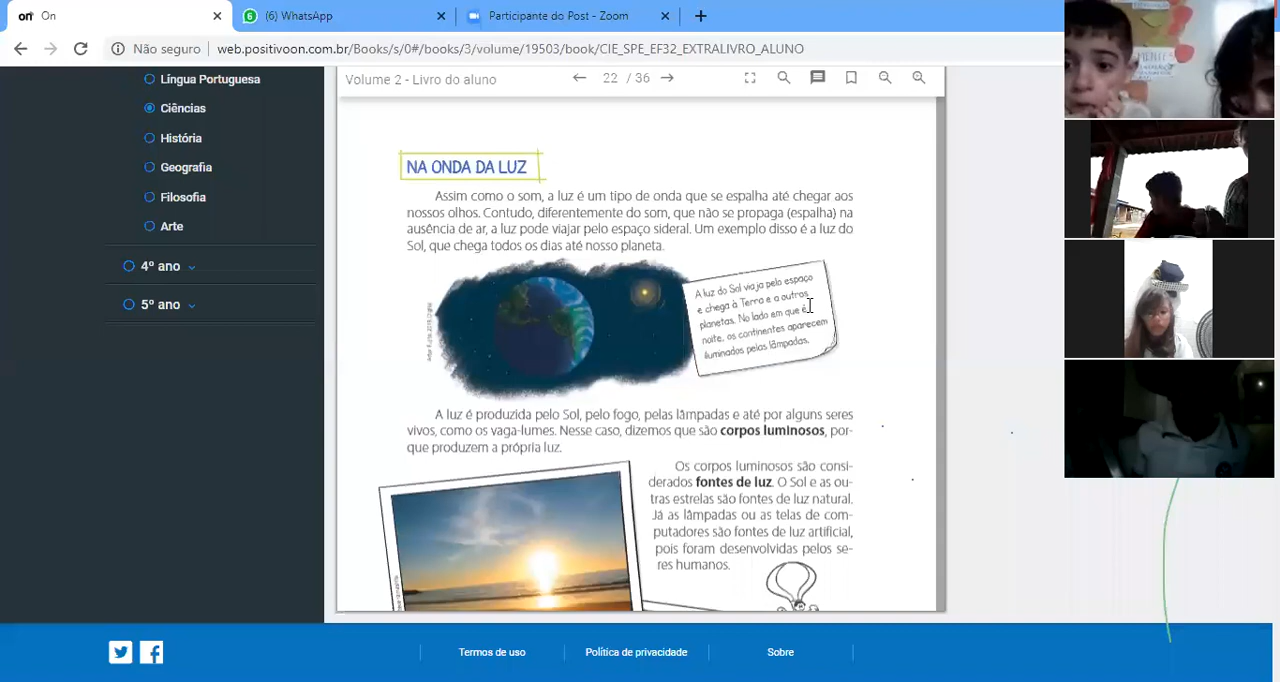 On
(6) WhatsApp
Participante do Post - Zoom
Não seguro
web.positivoon.com.br/Books/s/0#/books/3/volume/19503/book/CIE_SPE_EF32_EXTRALIVRO_ALUNO
Língua Portuguesa
Ciências
História
Geografia
Filosofia
Arte
4º ano
5º ano
Volume 2 - Livro do aluno
22 / 36
NA ONDA DA LUZ
Assim como o som, a luz é um tipo de onda que se espalha até chegar aos
nossos olhos. Contudo, diferentemente do som, que não se propaga (espalha) na
ausência de ar, a luz pode viajar pelo espaço sideral. Um exemplo disso é a luz do
Sol, que chega todos os dias até nosso planeta.
A luz do Sol viaja pelo espaço
e chega à Terra e a outros
planetas. No lado em que é
noite, os continentes aparecem
iluminados pelas lâmpadas.
A luz é produzida pelo Sol, pelo fogo, pelas lâmpadas e até por alguns seres
vivos, como os vaga-lumes. Nesse caso, dizemos que são corpos luminosos, por-
que produzem a própria luz.
Os corpos luminosos são consi-
derados fontes de luz. O Sol e as ou-
tras estrelas são fontes de luz natural.
Já as lâmpadas ou as telas de com-
putadores são fontes de luz artificial,
pois foram desenvolvidas pelos se-
res humanos.
Termos de uso
Política de privacidade
Sobre